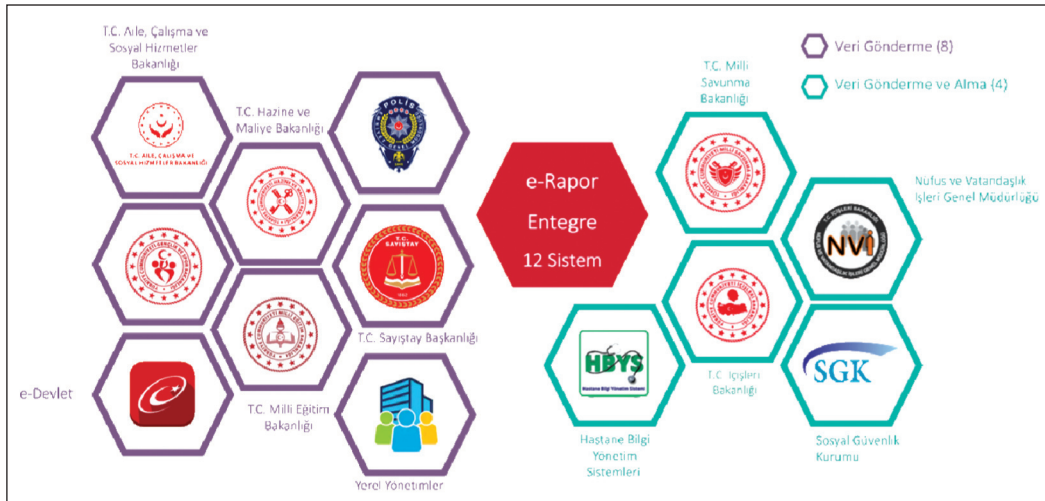 T.C. Aile, Çalışma ve
Sosyal Hizmetler
Bakanlığı
T.C. AİLE, ÇALIŞMA VE
SOSYAL HİZMETLER BAKANLIĞI
T.C. Hazine ve
Maliye Bakanlığı
POLİS
T.C.
SAYIŞTAY
T.C. Sayıştay Başkanlığı
e-Devlet
T.C. Milli Eğitim
Bakanlığı
Yerel Yönetimler
e-Rapor
Entegre
12 Sistem
Veri Gönderme (8)
Veri Gönderme ve Alma (4)
T.C. Milli
Savunma
Bakanlığı
Nüfus ve Vatandaşlık
İşleri Genel Müdürlüğü
T.C. İÇİŞLERİ BAKANLIĞI
NVİ
T.C. İçişleri
Bakanlığı
HBYS
Hastane Bilgi Yönetim Sistemi
Hastane Bilgi
Yönetim
Sistemleri
SGK
Sosyal Güvenlik
Kurumu